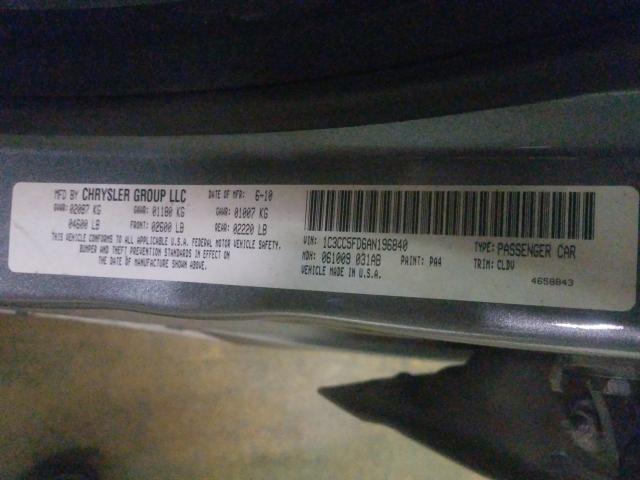 MFD BY CHRYSLER GROUP LLC DATE OF MFR: 6-10
GVWR: 02087 KG GAWR: 01180 KG GAWR: 01007 KG
04600 LB FRONT: 02600 LB REAR: 02220 LB
THIS VEHICLE CONFORMS TO ALL APPLICABLE U.S.A. FEDERAL MOTOR VEHICLE SAFETY,
BUMPER AND THEFT PREVENTION STANDARDS IN EFFECT ON
THE DATE OF MANUFACTURE SHOWN ABOVE.
VIN: 1C3CC5FD6AN196840 TYPE: PASSENGER CAR
MDH: 061009 031AB PAINT: PA4 TRIM: CLDV
VEHICLE MADE IN U.S.A.
4658843